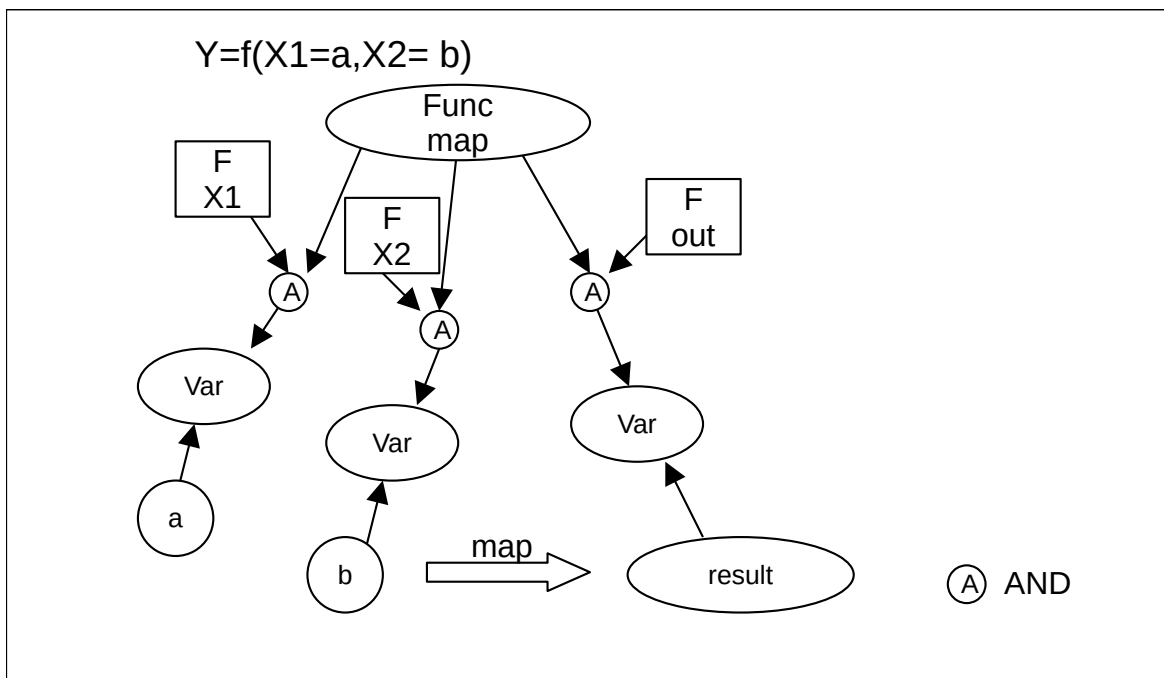 Y=f(X1=a,X2= b)
Func
map
F
X1
F
X2
F
out
A
A
A
Var
Var
Var
a
b
map
result
A AND